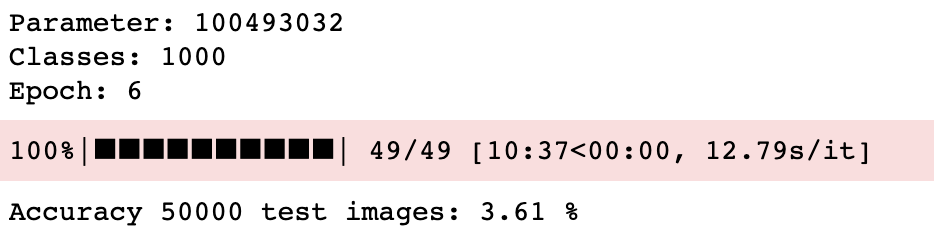 Parameter: 100493032
Classes: 1000
Epoch: 6
100%|██████████| 49/49 [10:37<00:00, 12.79s/it]
Accuracy 50000 test images: 3.61 %